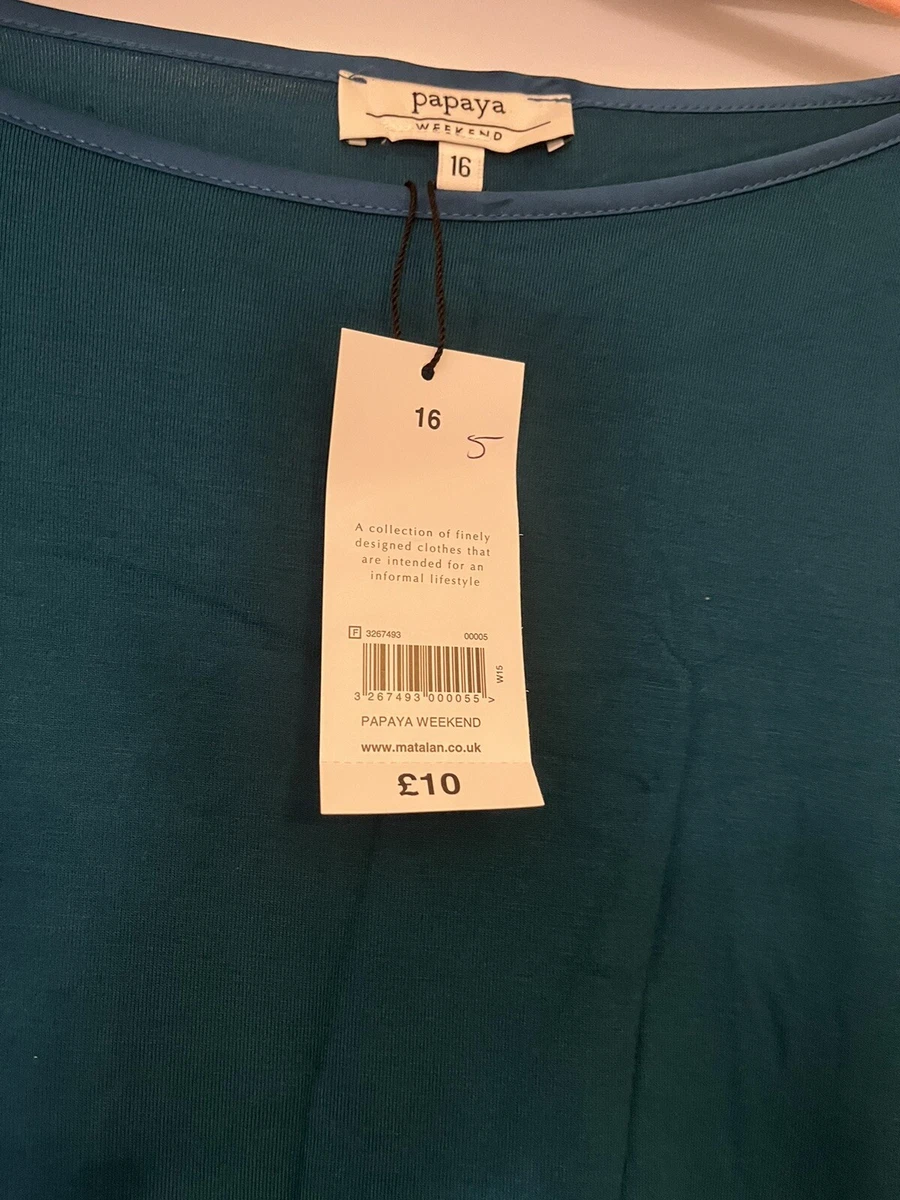 papaya
WEEKEND
16
16
5
A collection of finely
designed clothes that
are intended for an
informal lifestyle
F 3267493 00005
W15
3 267493 000055 >
PAPAYA WEEKEND
www.matalan.co.uk
£10